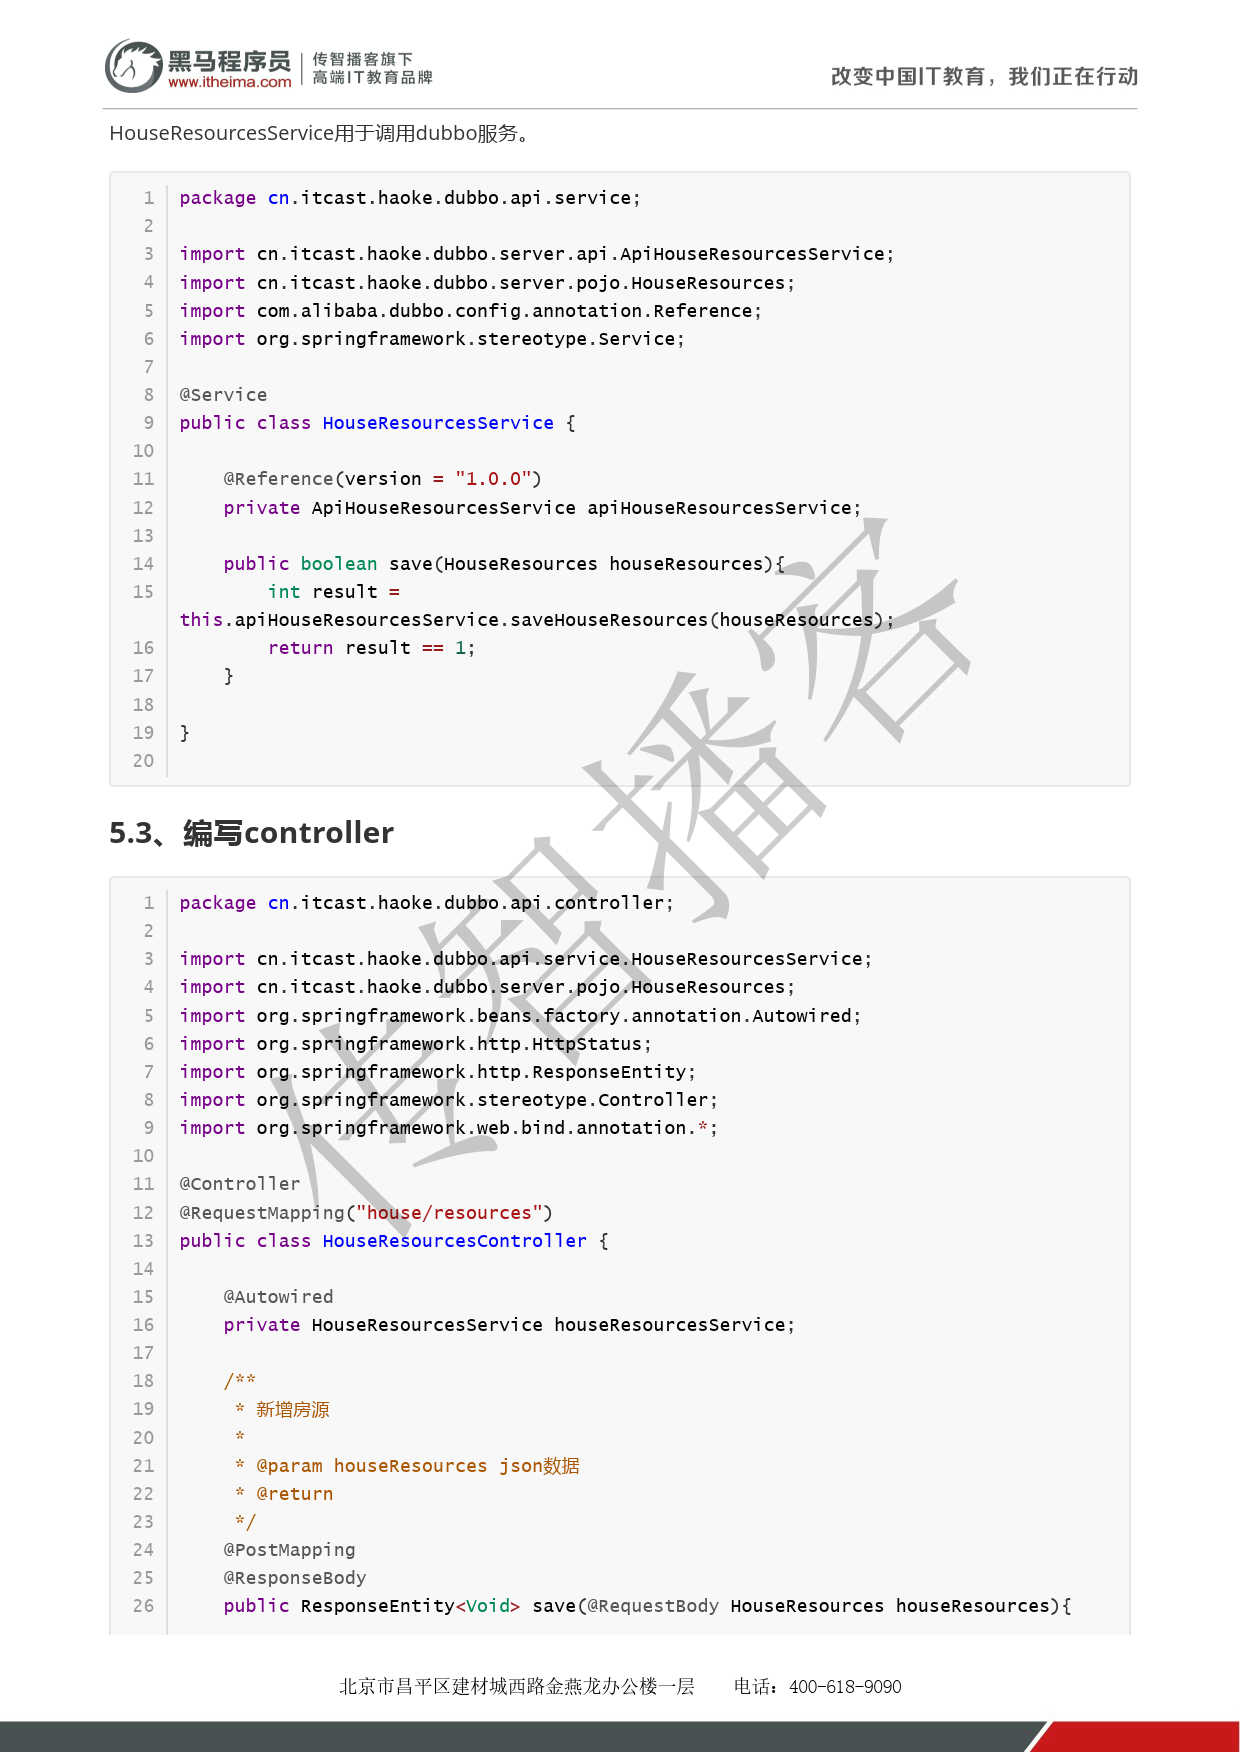 黑马程序员
www.itheima.com
传智播客旗下
高端IT教育品牌
改变中国IT教育，我们正在行动
HouseResourcesService用于调用dubbo服务。
1 package cn.itcast.haoke.dubbo.api.service;
2
3 import cn.itcast.haoke.dubbo.server.api.ApiHouseResourcesService;
4 import cn.itcast.haoke.dubbo.server.pojo.HouseResources;
5 import com.alibaba.dubbo.config.annotation.Reference;
6 import org.springframework.stereotype.Service;
7
8 @Service
9 public class HouseResourcesService {
10
11     @Reference(version = "1.0.0")
12     private ApiHouseResourcesService apiHouseResourcesService;
13
14     public boolean save(HouseResources houseResources){
15         int result =
this.apiHouseResourcesService.saveHouseResources(houseResources);
16         return result == 1;
17     }
18
19 }
20
5.3、编写controller
1 package cn.itcast.haoke.dubbo.api.controller;
2
3 import cn.itcast.haoke.dubbo.api.service.HouseResourcesService;
4 import cn.itcast.haoke.dubbo.server.pojo.HouseResources;
5 import org.springframework.beans.factory.annotation.Autowired;
6 import org.springframework.http.HttpStatus;
7 import org.springframework.http.ResponseEntity;
8 import org.springframework.stereotype.Controller;
9 import org.springframework.web.bind.annotation.*;
10
11 @Controller
12 @RequestMapping("house/resources")
13 public class HouseResourcesController {
14
15     @Autowired
16     private HouseResourcesService houseResourcesService;
17
18     /**
19      * 新增房源
20      *
21      * @param houseResources json数据
22      * @return
23      */
24     @PostMapping
25     @ResponseBody
26     public ResponseEntity<Void> save(@RequestBody HouseResources houseResources){
传智播客
北京市昌平区建材城西路金燕龙办公楼一层 电话：400-618-9090